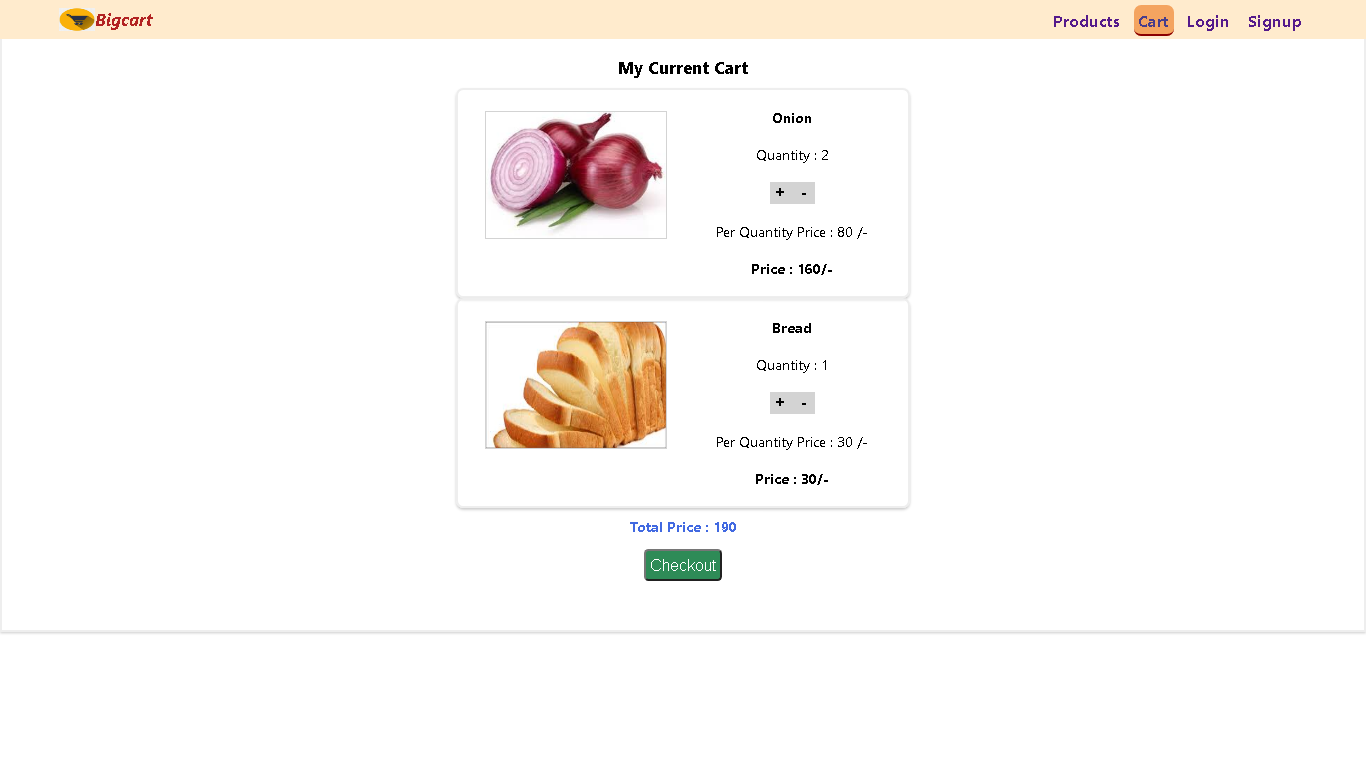 Bigcart
Products Cart Login Signup
My Current Cart
Onion
Quantity : 2
+ -
Per Quantity Price : 80 /-
Price : 160/-
Bread
Quantity : 1
+ -
Per Quantity Price : 30 /-
Price : 30/-
Total Price : 190
Checkout